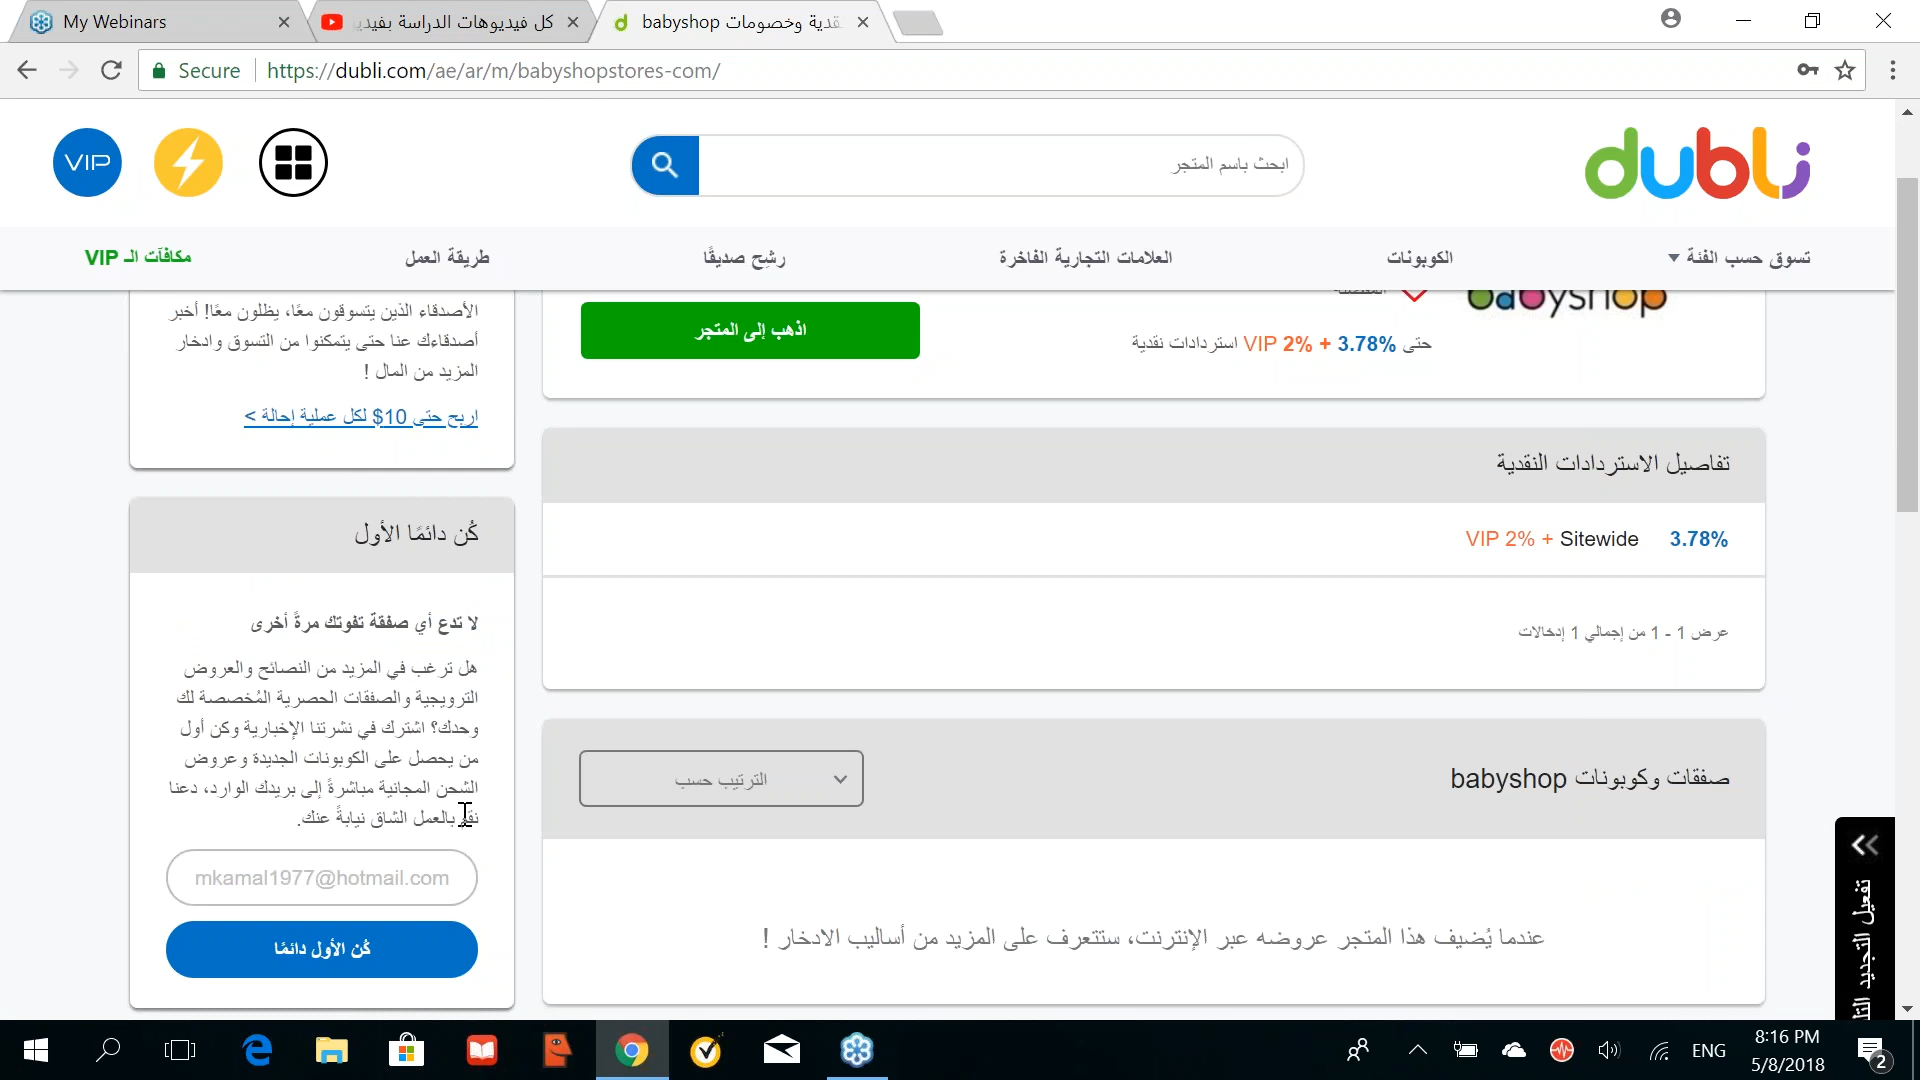 My Webinars
كل فيديوهات الدراسة بفيديو
babyshop نقدية وخصومات
Secure
https://dubli.com/ae/ar/m/babyshopstores-com/
VIP
ابحث باسم المتجر
dubli
تسوق حسب الفئة
الكوبونات
العلامات التجارية الفاخرة
رشِح صديقًا
طريقة العمل
مكافآت الـ VIP
babyshop
المفضلة
حتى 3.78% + VIP 2% استردادات نقدية
اذهب إلى المتجر
تفاصيل الاستردادات النقدية
3.78% Sitewide + VIP 2%
عرض 1 - 1 من إجمالي 1 إدخالات
صفقات وكوبونات babyshop
الترتيب حسب
عندما يُضيف هذا المتجر عروضه عبر الإنترنت، ستتعرف على المزيد من أساليب الادخار !
الأصدقاء الذين يتسوقون معًا، يظلون معًا! أخبر
أصدقاءك عنا حتى يتمكنوا من التسوق وادخار
المزيد من المال !
اربح حتى 10$ لكل عملية إحالة >
كُن دائمًا الأول
لا تدع أي صفقة تفوتك مرةً أخرى
هل ترغب في المزيد من النصائح والعروض
الترويجية والصفقات الحصرية المُخصصة لك
وحدك؟ اشترك في نشرتنا الإخبارية وكن أول
من يحصل على الكوبونات الجديدة وعروض
الشحن المجانية مباشرةً إلى بريدك الوارد، دعنا
نقم بالعمل الشاق نيابةً عنك.
mkamal1977@hotmail.com
كُن الأول دائمًا
تفعيل التجديد
ENG
8:16 PM
5/8/2018
2